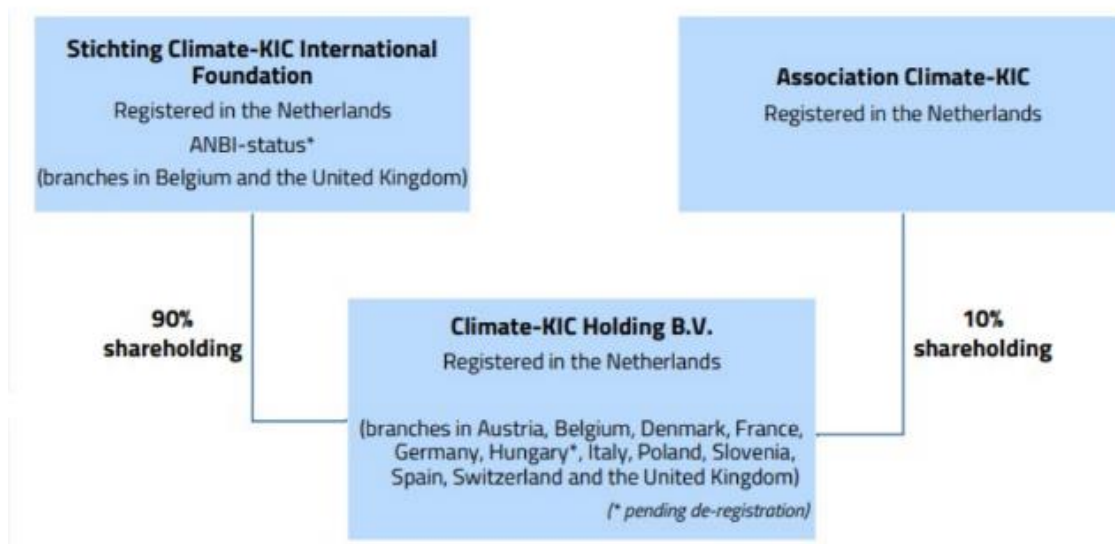 Stichting Climate-KIC International
Foundation
Registered in the Netherlands
ANBI-status*
(branches in Belgium and the United Kingdom)
Association Climate-KIC
Registered in the Netherlands
90%
shareholding
Climate-KIC Holding B.V.
Registered in the Netherlands
(branches in Austria, Belgium, Denmark, France,
Germany, Hungary*, Italy, Poland, Slovenia,
Spain, Switzerland and the United Kingdom)
(* pending de-registration)
10%
shareholding